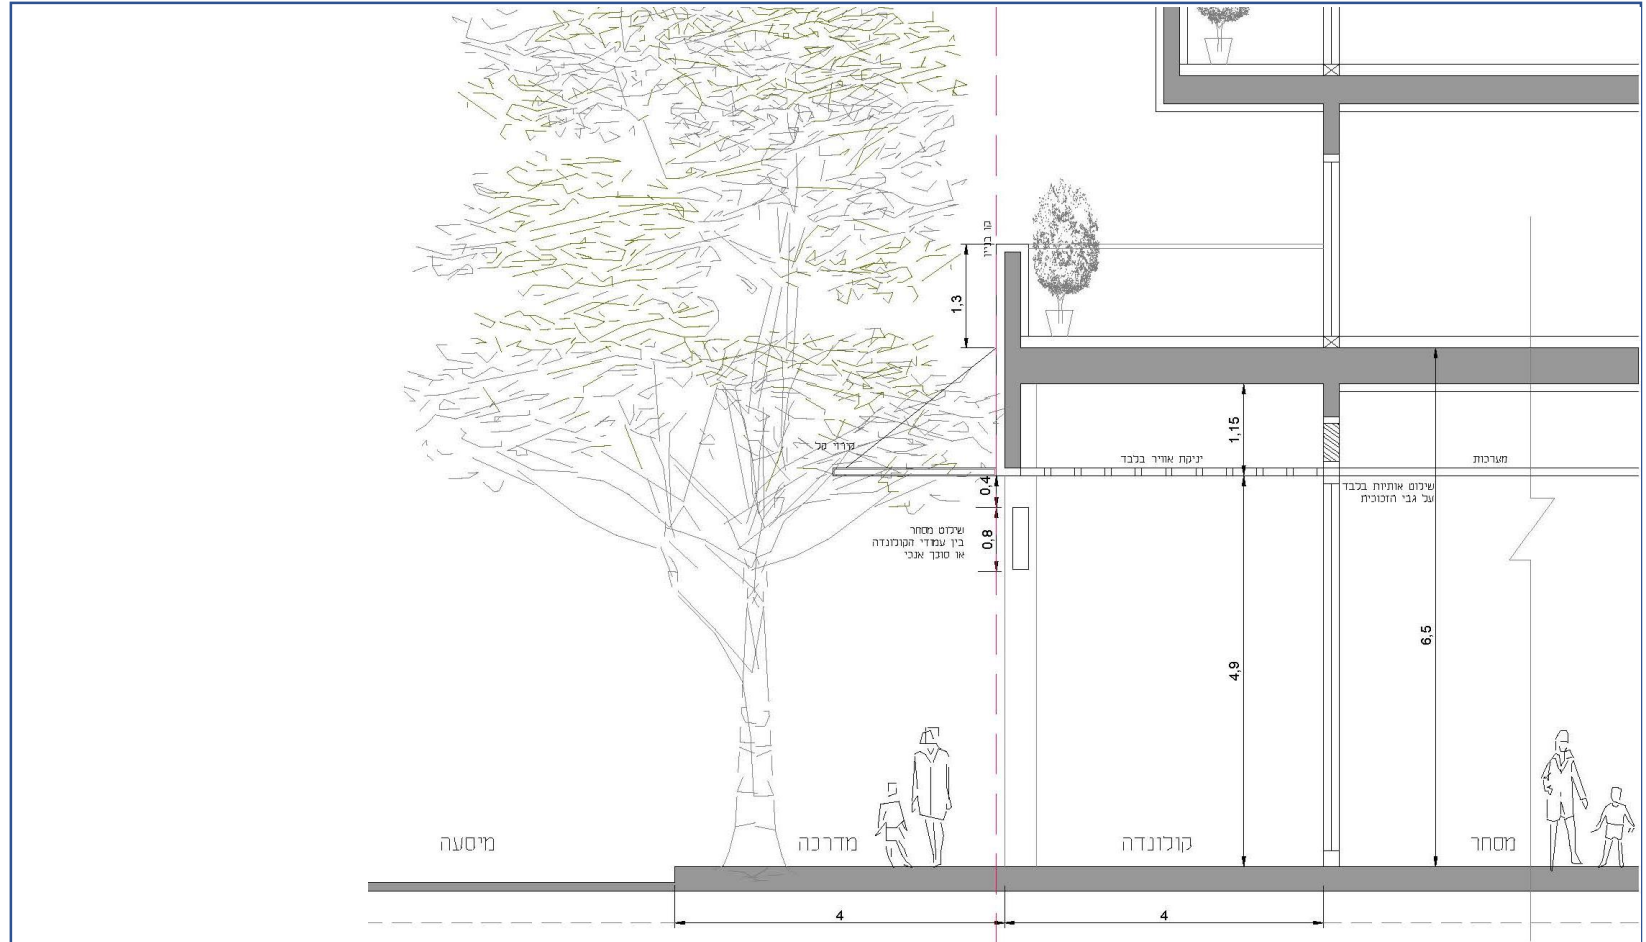 קו בניין
1,3
1,15
קירוי קל
יניקת אוויר בלבד
מערכות
0,4
שילוט אותיות בלבד
על גבי הזכוכית
שילוט מסחר
בין עמודי הקולונדה
או סוכך אנכי
0,8
6,5
4,9
מיסעה
מדרכה
קולונדה
מסחר
4
4